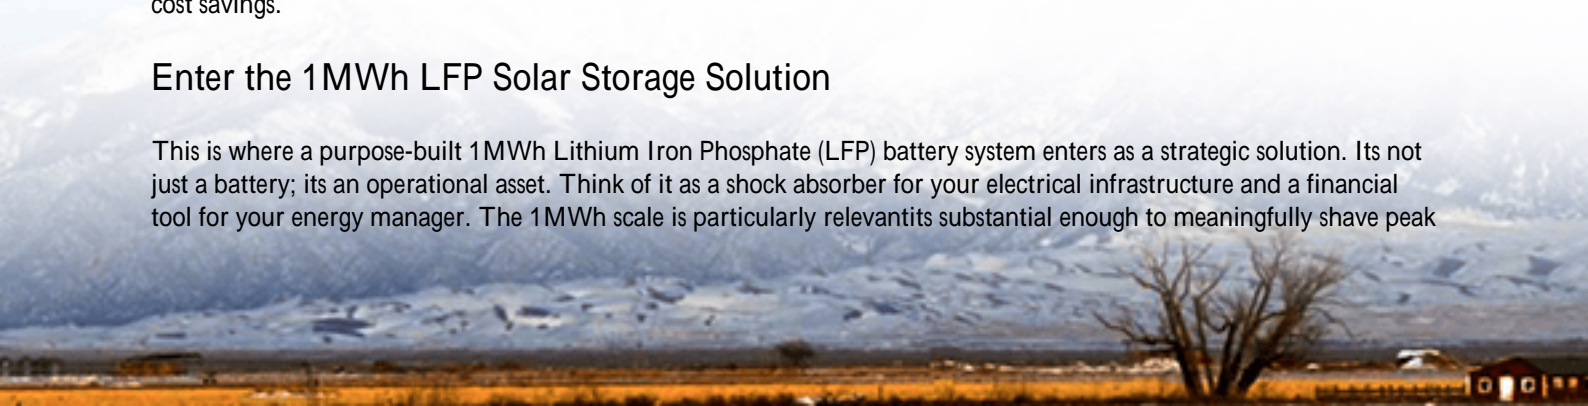 cost savings.
Enter the 1MWh LFP Solar Storage Solution
This is where a purpose-built 1MWh Lithium Iron Phosphate (LFP) battery system enters as a strategic solution. Its not
just a battery; its an operational asset. Think of it as a shock absorber for your electrical infrastructure and a financial
tool for your energy manager. The 1MWh scale is particularly relevantits substantial enough to meaningfully shave peak